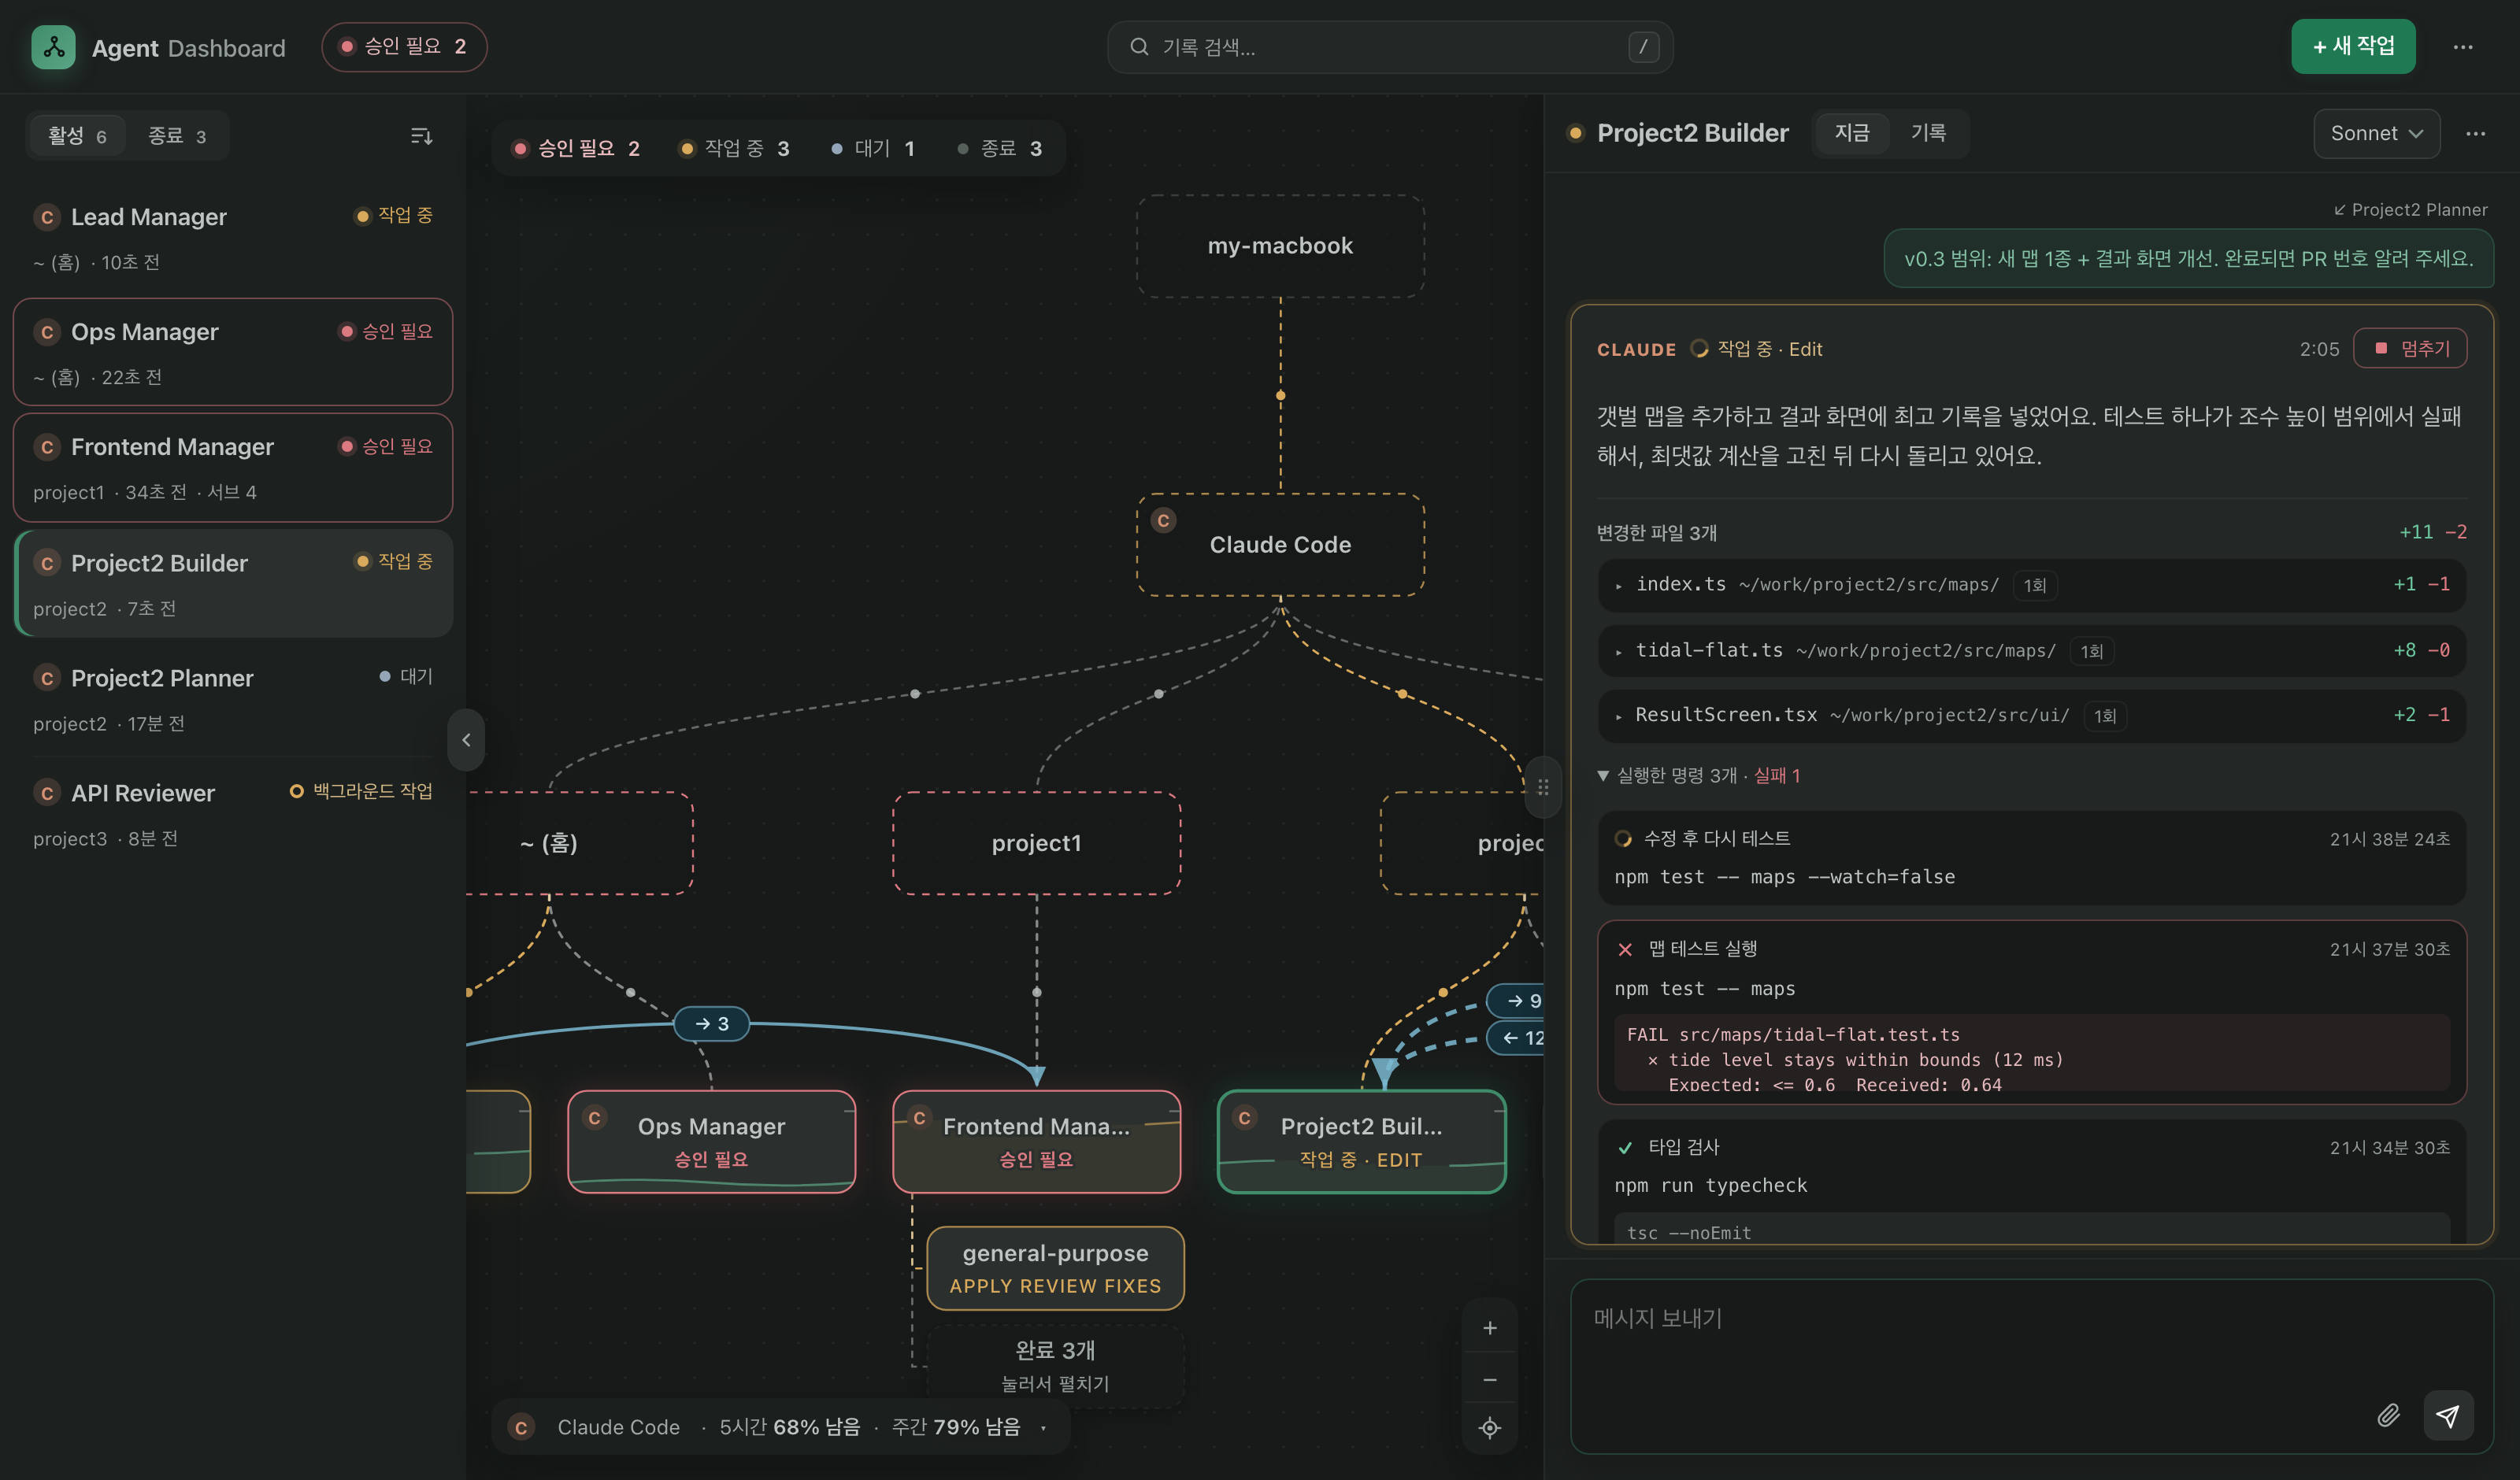 Agent Dashboard
승인 필요 2
기록 검색...
/
+ 새 작업
활성 6
종료 3
C Lead Manager
작업 중
~ (홈) · 10초 전
C Ops Manager
승인 필요
~ (홈) · 22초 전
C Frontend Manager
승인 필요
project1 · 34초 전 · 서브 4
C Project2 Builder
작업 중
project2 · 7초 전
C Project2 Planner
대기
project2 · 17분 전
C API Reviewer
백그라운드 작업
project3 · 8분 전
승인 필요 2
작업 중 3
대기 1
종료 3
my-macbook
C
Claude Code
~ (홈)
project1
projec
→ 3
→ 9
← 12
C Ops Manager
승인 필요
C Frontend Mana...
승인 필요
C Project2 Buil...
작업 중 · EDIT
general-purpose
APPLY REVIEW FIXES
완료 3개
눌러서 펼치기
C Claude Code · 5시간 68% 남음 · 주간 79% 남음
+
−
Project2 Builder
지금
기록
Sonnet
↙ Project2 Planner
v0.3 범위: 새 맵 1종 + 결과 화면 개선. 완료되면 PR 번호 알려 주세요.
CLAUDE 작업 중 · Edit
2:05
멈추기
갯벌 맵을 추가하고 결과 화면에 최고 기록을 넣었어요. 테스트 하나가 조수 높이 범위에서 실패
해서, 최댓값 계산을 고친 뒤 다시 돌리고 있어요.
변경한 파일 3개
+11 −2
▸ index.ts ~/work/project2/src/maps/ 1회
+1 −1
▸ tidal-flat.ts ~/work/project2/src/maps/ 1회
+8 −0
▸ ResultScreen.tsx ~/work/project2/src/ui/ 1회
+2 −1
▼ 실행한 명령 3개 · 실패 1
수정 후 다시 테스트
21시 38분 24초
npm test -- maps --watch=false
✕ 맵 테스트 실행
21시 37분 30초
npm test -- maps
FAIL src/maps/tidal-flat.test.ts
× tide level stays within bounds (12 ms)
Expected: <= 0.6 Received: 0.64
✓ 타입 검사
21시 34분 30초
npm run typecheck
tsc --noEmit
메시지 보내기